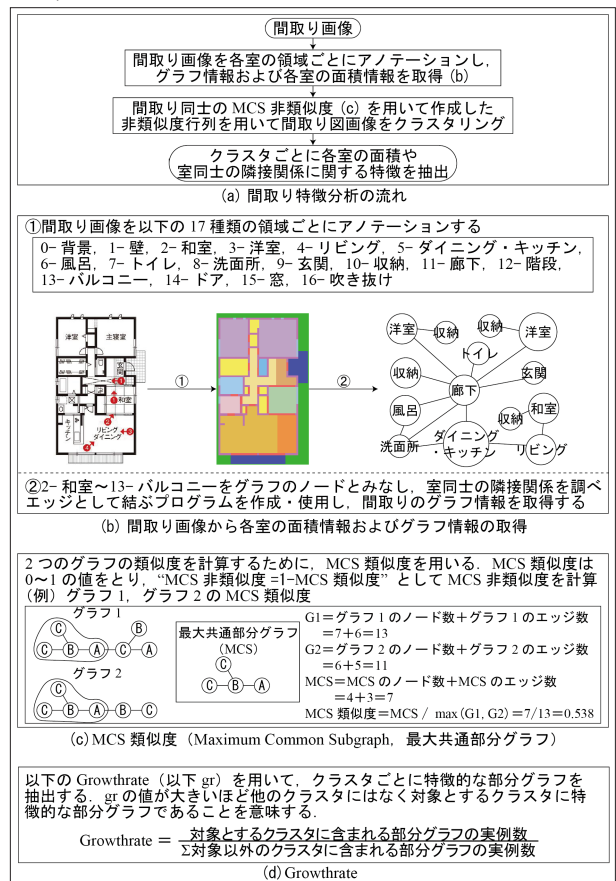 間取り画像
間取り画像を各室の領域ごとにアノテーションし，
グラフ情報および各室の面積情報を取得 (b)
間取り同士の MCS 非類似度 (c) を用いて作成した
非類似度行列を用いて間取り図画像をクラスタリング
クラスタごとに各室の面積や
室同士の隣接関係に関する特徴を抽出
(a) 間取り特徴分析の流れ
①間取り画像を以下の 17 種類の領域ごとにアノテーションする
0- 背景，1- 壁，2- 和室，3- 洋室，4- リビング，5- ダイニング・キッチン，
6- 風呂，7- トイレ，8- 洗面所，9- 玄関，10- 収納，11- 廊下，12- 階段，
13- バルコニー，14- ドア，15- 窓，16- 吹き抜け
洋室
主寝室
玄関
和室
リビング
ダイニング
キッチン
①
②
洋室
収納
収納
洋室
トイレ
収納
廊下
玄関
風呂
収納
和室
洗面所
ダイニング
・キッチン
リビング
②2- 和室～13- バルコニーをグラフのノードとみなし，室同士の隣接関係を調べ
エッジとして結ぶプログラムを作成・使用し，間取りのグラフ情報を取得する
(b) 間取り画像から各室の面積情報およびグラフ情報の取得
2 つのグラフの類似度を計算するために，MCS 類似度を用いる．MCS 類似度は
0～1 の値をとり，“MCS 非類似度 =1−MCS 類似度” として MCS 非類似度を計算
(例) グラフ 1，グラフ 2 の MCS 類似度
グラフ 1
C B
C B A C A
グラフ 2
C
C B A B C
最大共通部分グラフ
(MCS)
C
C B A
G1＝グラフ 1 のノード数＋グラフ 1 のエッジ数
=7+6=13
G2＝グラフ 2 のノード数＋グラフ 2 のエッジ数
=6+5=11
MCS＝MCS のノード数＋MCS のエッジ数
=4+3=7
MCS 類似度＝MCS / max(G1, G2)＝7/13＝0.538
(c) MCS 類似度 (Maximum Common Subgraph，最大共通部分グラフ)
以下の Growthrate (以下 gr) を用いて，クラスタごとに特徴的な部分グラフを
抽出する．gr の値が大きいほど他のクラスタにはなく対象とするクラスタに特
徴的な部分グラフであることを意味する．
Growthrate = 対象とするクラスタに含まれる部分グラフの実例数
Σ対象以外のクラスタに含まれる部分グラフの実例数
(d) Growthrate